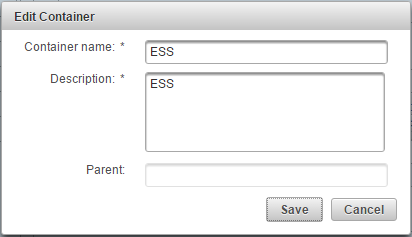 Edit Container
Container name: * ESS
Description: * ESS
Parent:
Save Cancel